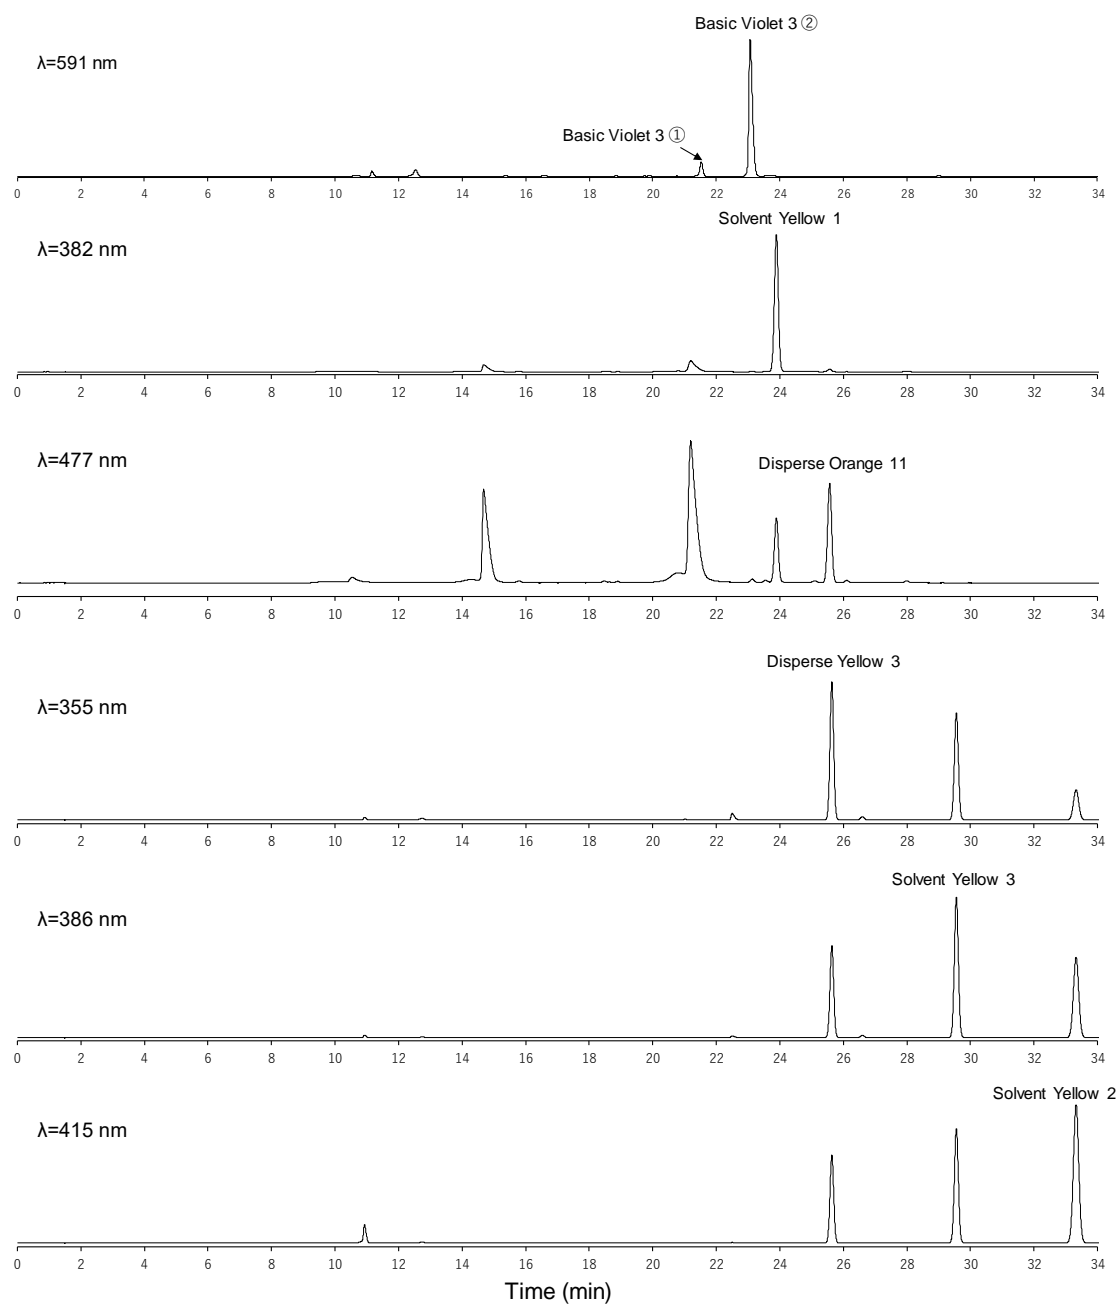 Basic Violet 3 ②
λ=591 nm
Basic Violet 3 ①
0 2 4 6 8 10 12 14 16 18 20 22 24 26 28 30 32 34
Solvent Yellow 1
λ=382 nm
0 2 4 6 8 10 12 14 16 18 20 22 24 26 28 30 32 34
λ=477 nm
Disperse Orange 11
0 2 4 6 8 10 12 14 16 18 20 22 24 26 28 30 32 34
Disperse Yellow 3
λ=355 nm
0 2 4 6 8 10 12 14 16 18 20 22 24 26 28 30 32 34
Solvent Yellow 3
λ=386 nm
0 2 4 6 8 10 12 14 16 18 20 22 24 26 28 30 32 34
Solvent Yellow 2
λ=415 nm
0 2 4 6 8 10 12 14 16 18 20 22 24 26 28 30 32 34
Time (min)